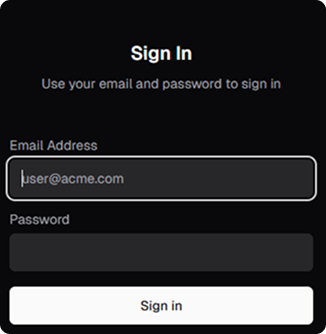 Sign In
Use your email and password to sign in
Email Address
user@acme.com
Password
Sign in